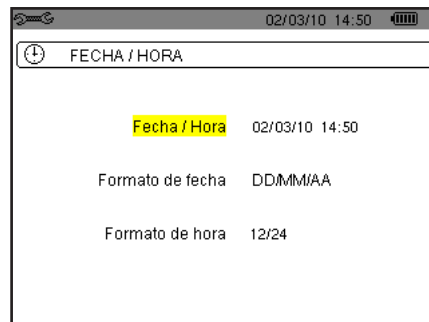 02/03/10 14:50
FECHA / HORA
Fecha / Hora 02/03/10 14:50
Formato de fecha DD/MM/AA
Formato de hora 12/24